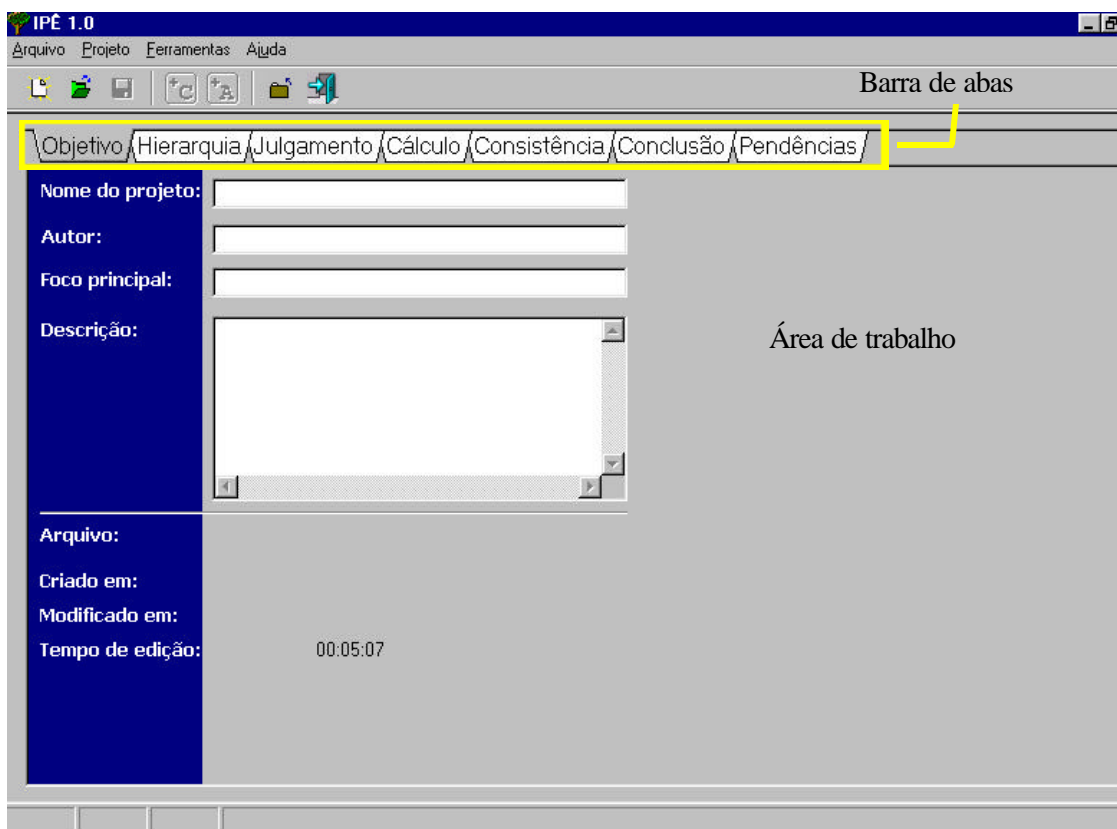 IPÊ 1.0
Arquivo Projeto Ferramentas Ajuda
+C +A
Barra de abas
Objetivo Hierarquia Julgamento Cálculo Consistência Conclusão Pendências
Nome do projeto:
Autor:
Foco principal:
Descrição:
Área de trabalho
Arquivo:
Criado em:
Modificado em:
Tempo de edição: 00:05:07